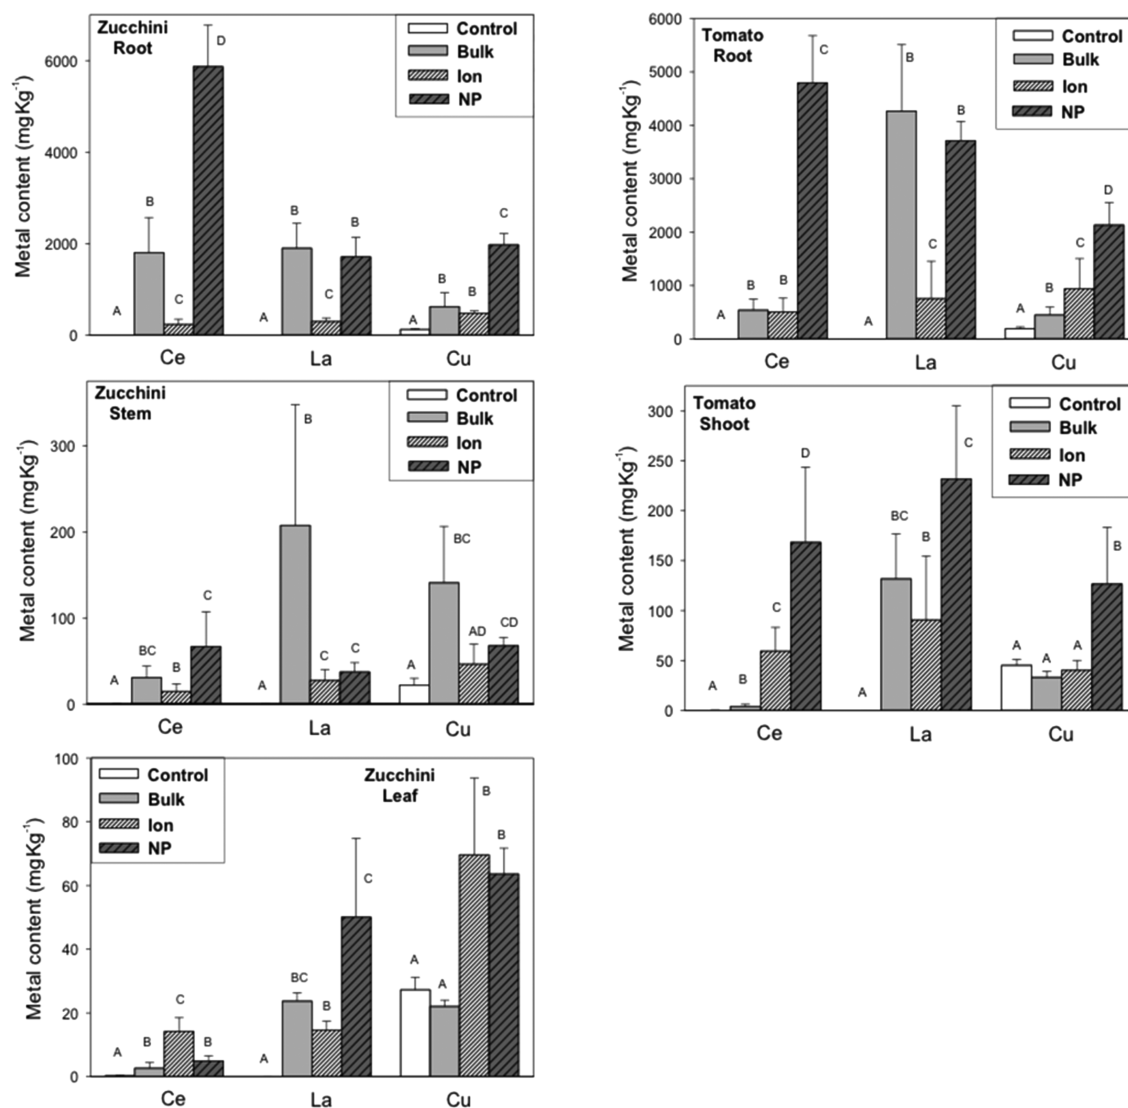 Zucchini
Root
Control
Bulk
Ion
NP
Metal content (mgKg-1)
6000
4000
2000
0
A
B
C
D
A
B
C
B
A
B
B
C
Ce
La
Cu
Tomato
Root
Control
Bulk
Ion
NP
Metal content (mgKg-1)
6000
5000
4000
3000
2000
1000
0
A
B
B
C
A
B
C
B
A
B
C
D
Ce
La
Cu
Zucchini
Stem
Control
Bulk
Ion
NP
Metal content (mgKg-1)
300
200
100
0
A
BC
B
C
A
B
C
C
A
BC
AD
CD
Ce
La
Cu
Tomato
Shoot
Control
Bulk
Ion
NP
Metal content (mgKg-1)
300
250
200
150
100
50
0
A
B
C
D
A
BC
B
C
A
A
A
B
Ce
La
Cu
Control
Bulk
Ion
NP
Zucchini
Leaf
Metal content (mgKg-1)
100
80
60
40
20
0
A
B
C
B
A
BC
B
C
A
A
B
B
Ce
La
Cu